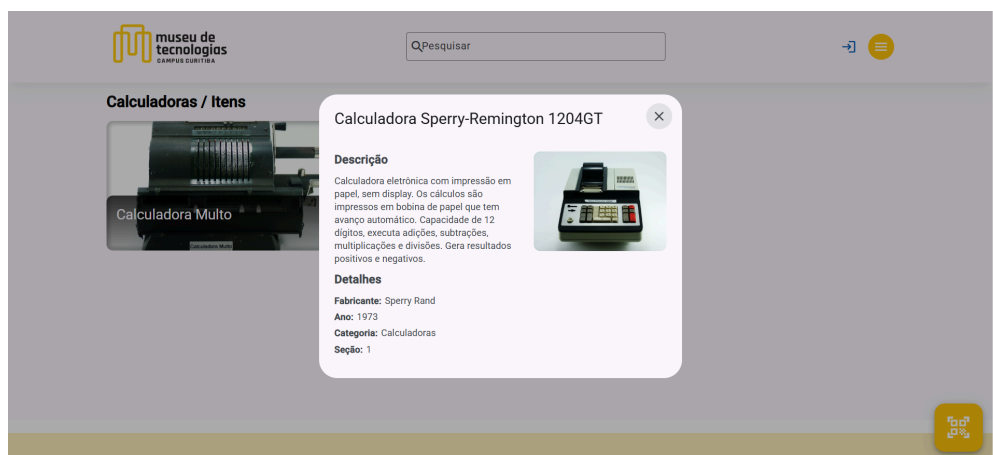 museu de
tecnologias
CAMPUS CURITIBA
Pesquisar
Calculadoras / Itens
Calculadora Multo
Calculadora Multo
Calculadora Sperry-Remington 1204GT
Descrição
Calculadora eletrônica com impressão em
papel, sem display. Os cálculos são
impressos em bobina de papel que tem
avanço automático. Capacidade de 12
dígitos, executa adições, subtrações,
multiplicações e divisões. Gera resultados
positivos e negativos.
Detalhes
Fabricante: Sperry Rand
Ano: 1973
Categoria: Calculadoras
Seção: 1